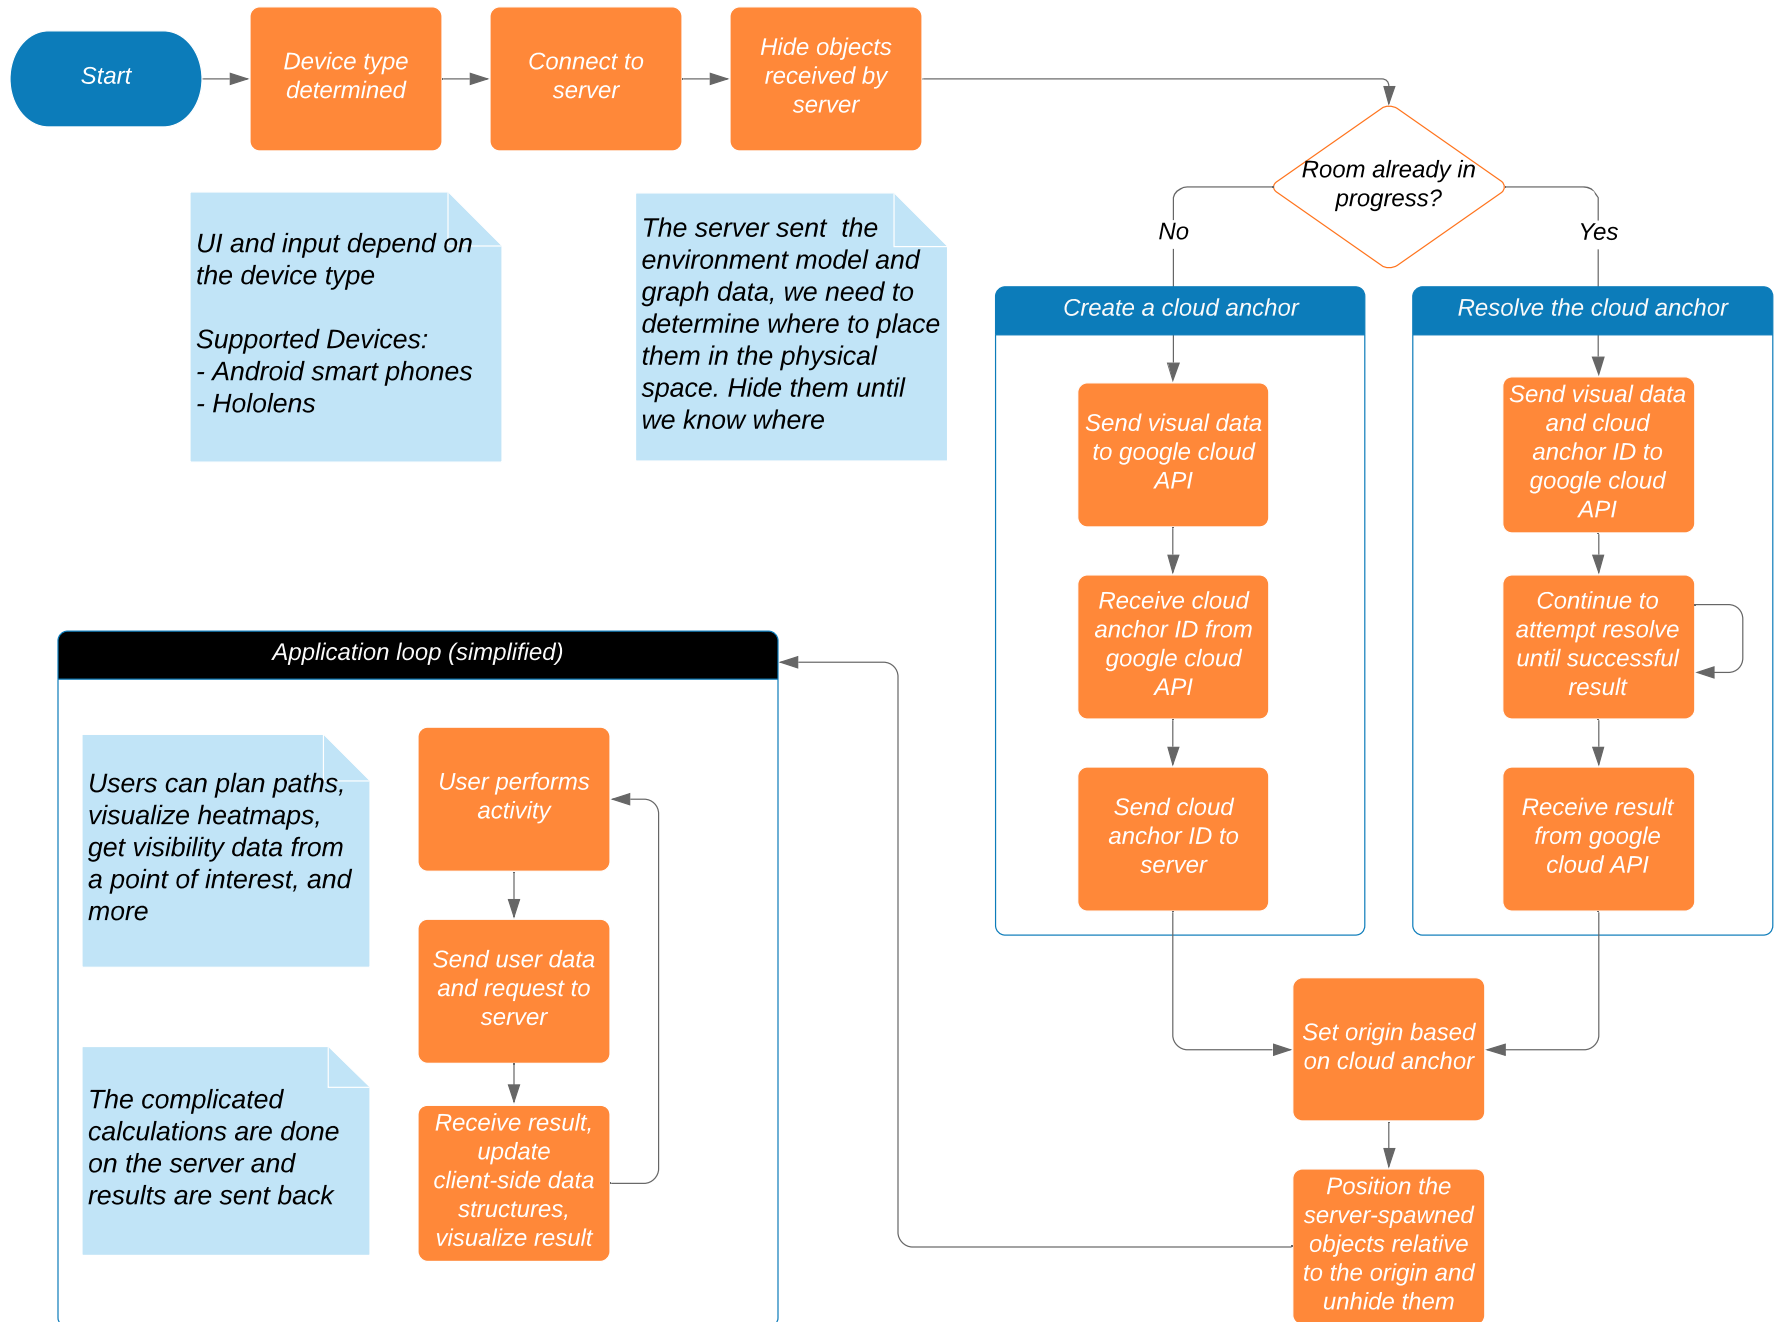 Start
Device type
determined
Connect to
server
Hide objects
received by
server
Room already in
progress?
No
Yes
UI and input depend on
the device type
Supported Devices:
- Android smart phones
- Hololens
The server sent  the
environment model and
graph data, we need to
determine where to place
them in the physical
space. Hide them until
we know where
Create a cloud anchor
Send visual data
to google cloud
API
Receive cloud
anchor ID from
google cloud
API
Send cloud
anchor ID to
server
Resolve the cloud anchor
Send visual data
and cloud
anchor ID to
google cloud
API
Continue to
attempt resolve
until successful
result
Receive result
from google
cloud API
Set origin based
on cloud anchor
Position the
server-spawned
objects relative
to the origin and
unhide them
Application loop (simplified)
Users can plan paths,
visualize heatmaps,
get visibility data from
a point of interest, and
more
The complicated
calculations are done
on the server and
results are sent back
User performs
activity
Send user data
and request to
server
Receive result,
update
client-side data
structures,
visualize result